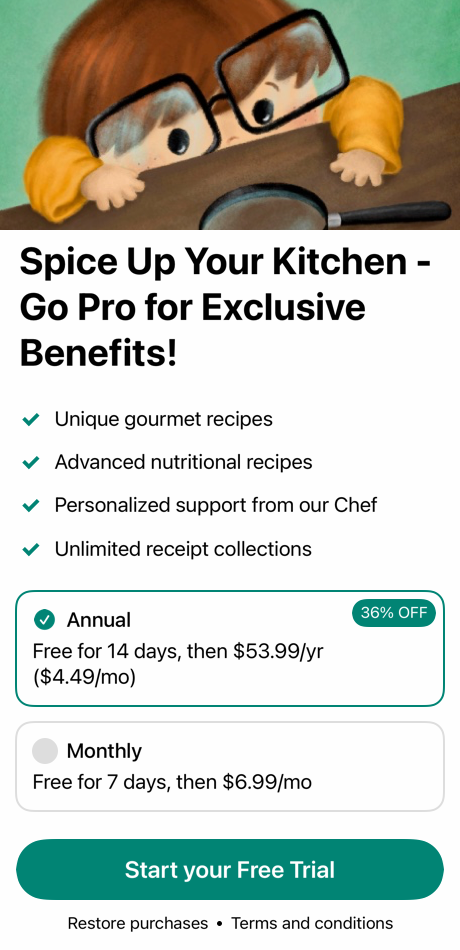 Spice Up Your Kitchen -
Go Pro for Exclusive
Benefits!
Unique gourmet recipes
Advanced nutritional recipes
Personalized support from our Chef
Unlimited receipt collections
Annual
36% OFF
Free for 14 days, then $53.99/yr
($4.49/mo)
Monthly
Free for 7 days, then $6.99/mo
Start your Free Trial
Restore purchases • Terms and conditions